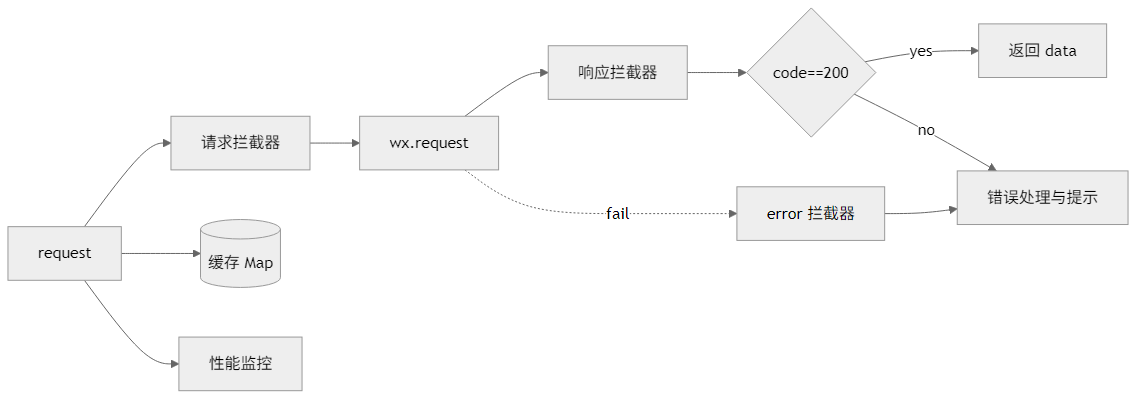 request
请求拦截器
缓存 Map
性能监控
wx.request
fail
响应拦截器
error 拦截器
code==200
yes
no
返回 data
错误处理与提示